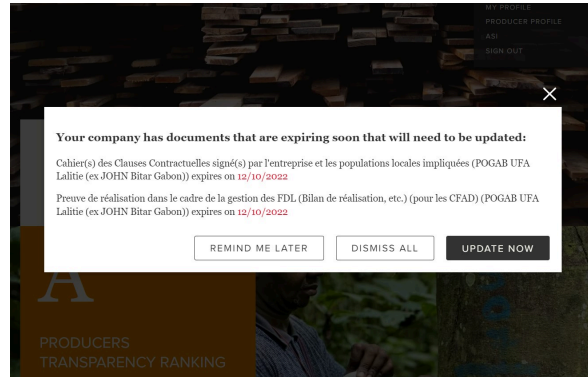 MY PROFILE
PRODUCER PROFILE
ASI
SIGN OUT
Your company has documents that are expiring soon that will need to be updated:
Cahier(s) des Clauses Contractuelles signé(s) par l'entreprise et les populations locales impliquées (POGAB UFA
Lalitie (ex JOHN Bitar Gabon)) expires on 12/10/2022
Preuve de réalisation dans le cadre de la gestion des FDL (Bilan de réalisation, etc.) (pour les CFAD) (POGAB UFA
Lalitie (ex JOHN Bitar Gabon)) expires on 12/10/2022
REMIND ME LATER
DISMISS ALL
UPDATE NOW
A
PRODUCERS
TRANSPARENCY RANKING